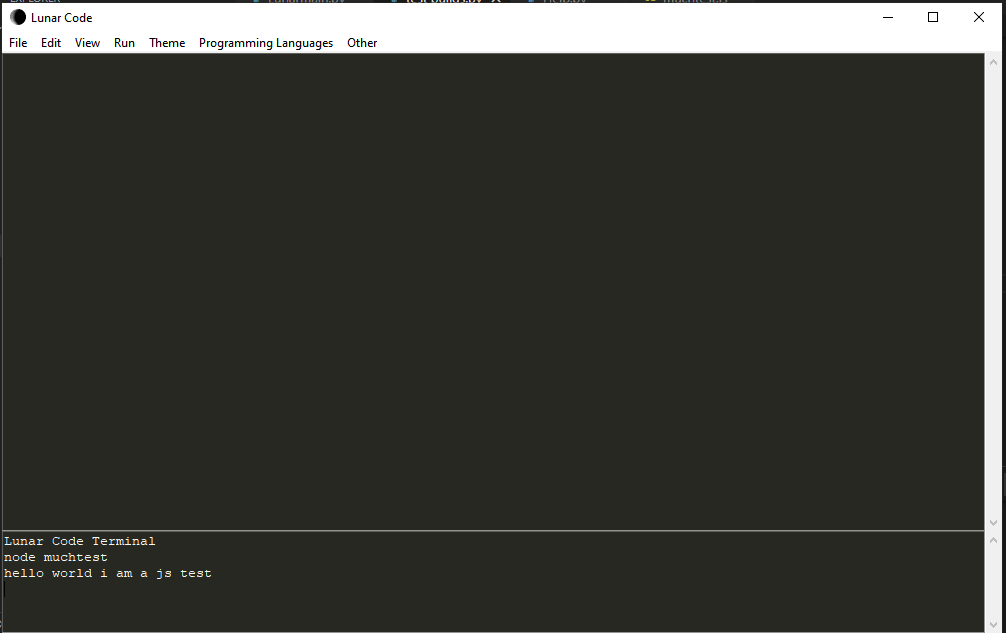 Lunar Code
File Edit View Run Theme Programming Languages Other
Lunar Code Terminal
node muchtest
hello world i am a js test